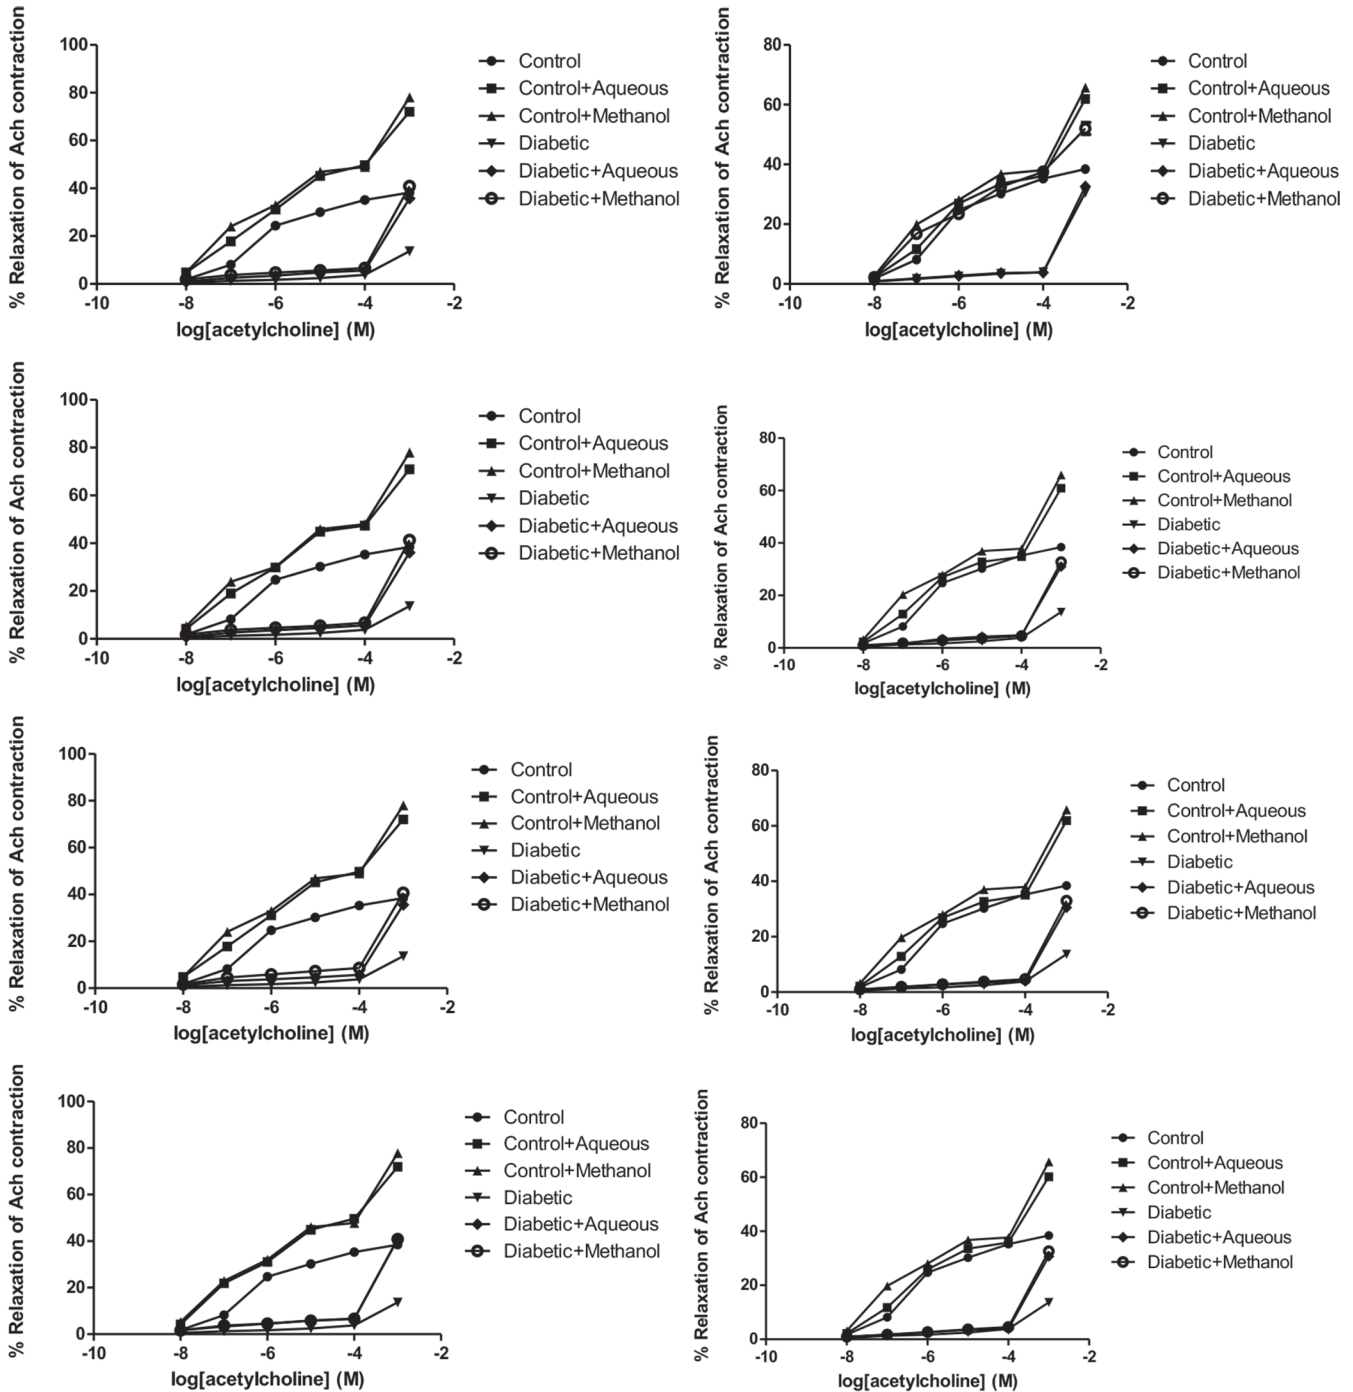 % Relaxation of Ach contraction
100
80
60
40
20
0
-10
-8
-6
-4
-2
log[acetylcholine] (M)
Control
Control+Aqueous
Control+Methanol
Diabetic
Diabetic+Aqueous
Diabetic+Methanol
% Relaxation of Ach contraction
80
60
40
20
0
-10
-8
-6
-4
-2
log[acetylcholine] (M)
Control
Control+Aqueous
Control+Methanol
Diabetic
Diabetic+Aqueous
Diabetic+Methanol
% Relaxation of Ach contraction
100
80
60
40
20
0
-10
-8
-6
-4
-2
log[acetylcholine] (M)
Control
Control+Aqueous
Control+Methanol
Diabetic
Diabetic+Aqueous
Diabetic+Methanol
% Relaxation of Ach contraction
80
60
40
20
0
-10
-8
-6
-4
-2
log[acetylcholine] (M)
Control
Control+Aqueous
Control+Methanol
Diabetic
Diabetic+Aqueous
Diabetic+Methanol
% Relaxation of Ach contraction
100
80
60
40
20
0
-10
-8
-6
-4
-2
log[acetylcholine] (M)
Control
Control+Aqueous
Control+Methanol
Diabetic
Diabetic+Aqueous
Diabetic+Methanol
% Relaxation of Ach contraction
80
60
40
20
0
-10
-8
-6
-4
-2
log[acetylcholine] (M)
Control
Control+Aqueous
Control+Methanol
Diabetic
Diabetic+Aqueous
Diabetic+Methanol
% Relaxation of Ach contraction
100
80
60
40
20
0
-10
-8
-6
-4
-2
log[acetylcholine] (M)
Control
Control+Aqueous
Control+Methanol
Diabetic
Diabetic+Aqueous
Diabetic+Methanol
% Relaxation of Ach contraction
80
60
40
20
0
-10
-8
-6
-4
-2
log[acetylcholine] (M)
Control
Control+Aqueous
Control+Methanol
Diabetic
Diabetic+Aqueous
Diabetic+Methanol